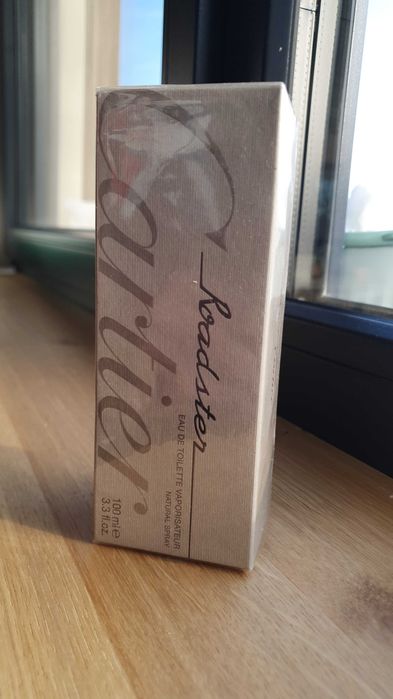 Cartier
Roadster
EAU DE TOILETTE VAPORISATEUR
NATURAL SPRAY
100 ml℮
3.3 fl.oz.